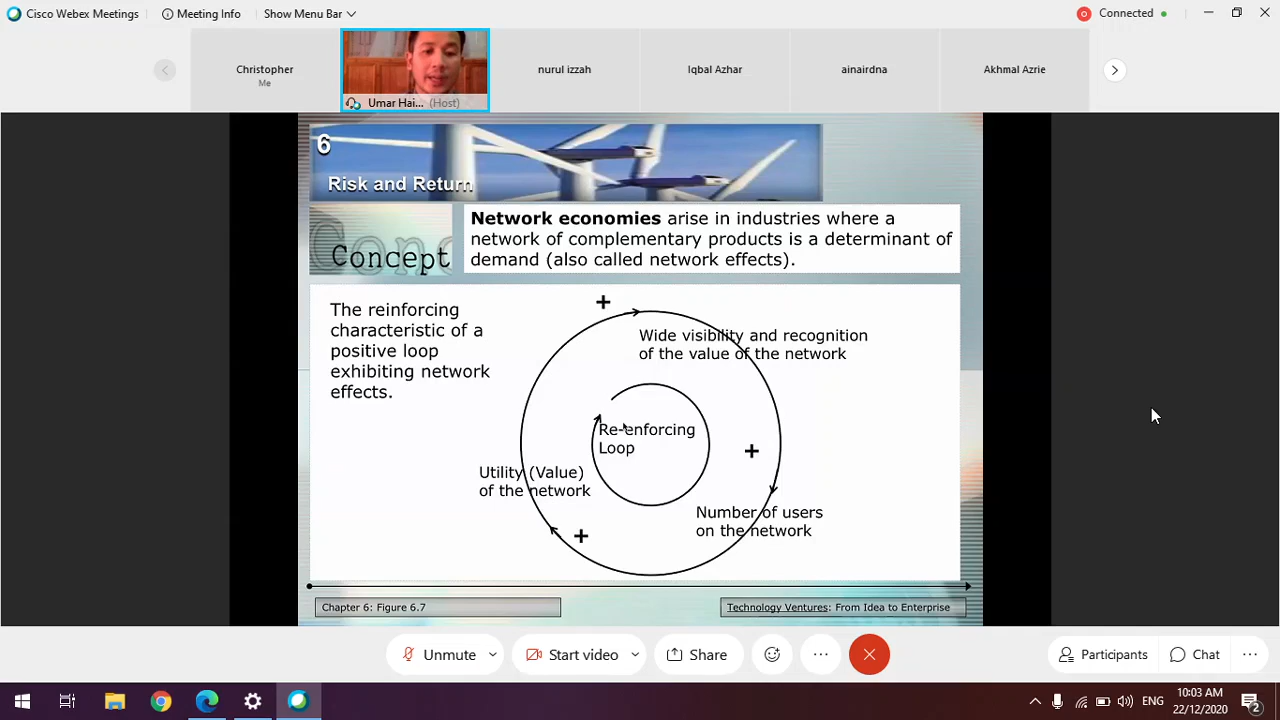 Cisco Webex Meetings
Meeting Info
Show Menu Bar
Connected
Christopher
Me
Umar Hai... (Host)
nurul izzah
Iqbal Azhar
ainairdna
Akhmal Azrie
6
Risk and Return
Concept
Network economies arise in industries where a
network of complementary products is a determinant of
demand (also called network effects).
The reinforcing
characteristic of a
positive loop
exhibiting network
effects.
+
Wide visibility and recognition
of the value of the network
Re-enforcing
Loop
+
Utility (Value)
of the network
Number of users
on the network
+
Chapter 6: Figure 6.7
Technology Ventures: From Idea to Enterprise
Unmute
Start video
Share
Participants
Chat
ENG
10:03 AM
22/12/2020
2